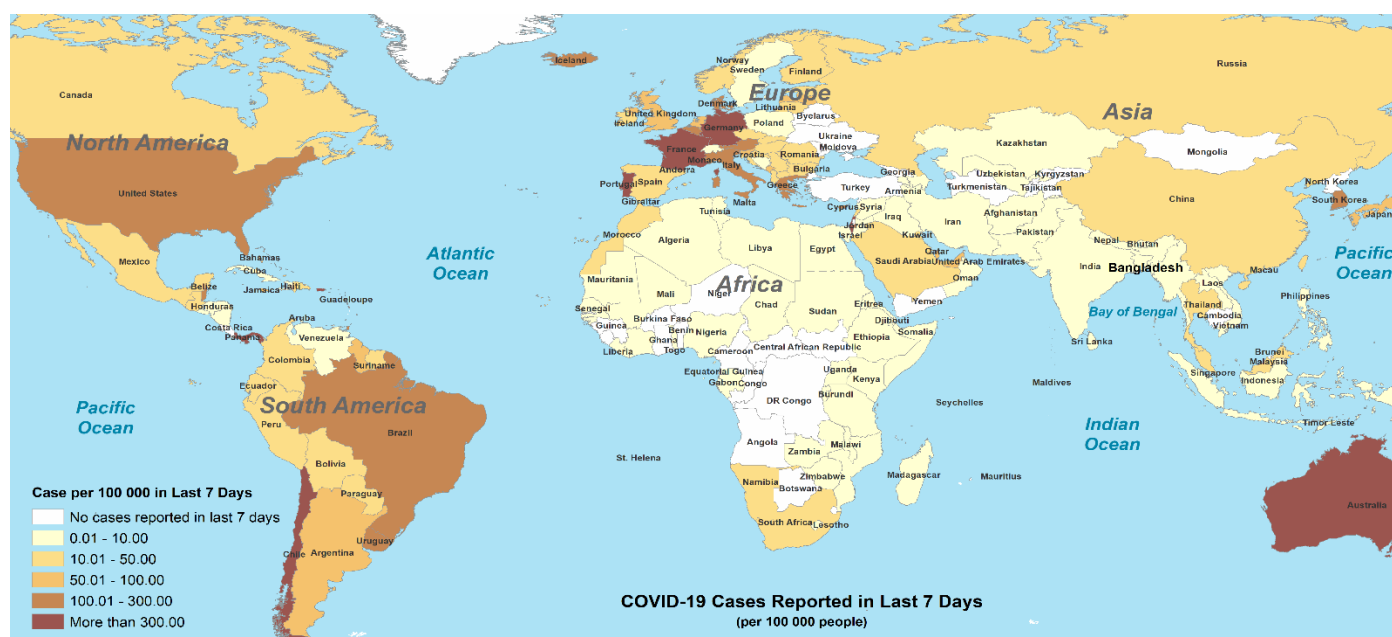 Iceland
Norway
Sweden
Finland
Russia
Canada
Denmark
Europe
Lithuania
United Kingdom
Ireland
Byelarus
Asia
Germany
Poland
North America
Ukraine
Kazakhstan
France
Moldova
Mongolia
Monaco
Croatia
Romania
Italy
Andorra
Bulgaria
Georgia
Uzbekistan
Kyrgyzstan
United States
Portugal
Spain
Greece
Turkey
Armenia
Turkmenistan
Tajikistan
North Korea
Gibraltar
Malta
Cyprus
Syria
China
South Korea
Japan
Tunisia
Iraq
Iran
Afghanistan
Morocco
Jordan
Israel
Kuwait
Pakistan
Atlantic
Ocean
Algeria
Libya
Egypt
Nepal
Bhutan
Pacific
Ocean
Bahamas
Qatar
Mexico
Cuba
Saudi Arabia
United Arab Emirates
India
Bangladesh
Macau
Mauritania
Africa
Oman
Laos
Belize
Jamaica
Haiti
Mali
Niger
Guadeloupe
Chad
Eritrea
Yemen
Philippines
Honduras
Senegal
Sudan
Thailand
Bay of Bengal
Cambodia
Aruba
Burkina Faso
Djibouti
Vietnam
Costa Rica
Guinea
Benin
Nigeria
Somalia
Panama
Venezuela
Ghana
Togo
Central African Republic
Ethiopia
Sri Lanka
Liberia
Cameroon
Colombia
Suriname
Brunei
Malaysia
Equatorial Guinea
Uganda
Singapore
Ecuador
Gabon
Congo
Kenya
Maldives
Indonesia
Burundi
Pacific
Ocean
South America
DR Congo
Seychelles
Peru
Brazil
Indian
Ocean
Timor Leste
Angola
Malawi
Zambia
St. Helena
Bolivia
Zimbabwe
Madagascar
Mauritius
Namibia
Botswana
Paraguay
Australia
South Africa
Lesotho
Uruguay
Chile
Argentina
Case per 100 000 in Last 7 Days
No cases reported in last 7 days
0.01 - 10.00
10.01 - 50.00
50.01 - 100.00
100.01 - 300.00
More than 300.00
COVID-19 Cases Reported in Last 7 Days
(per 100 000 people)